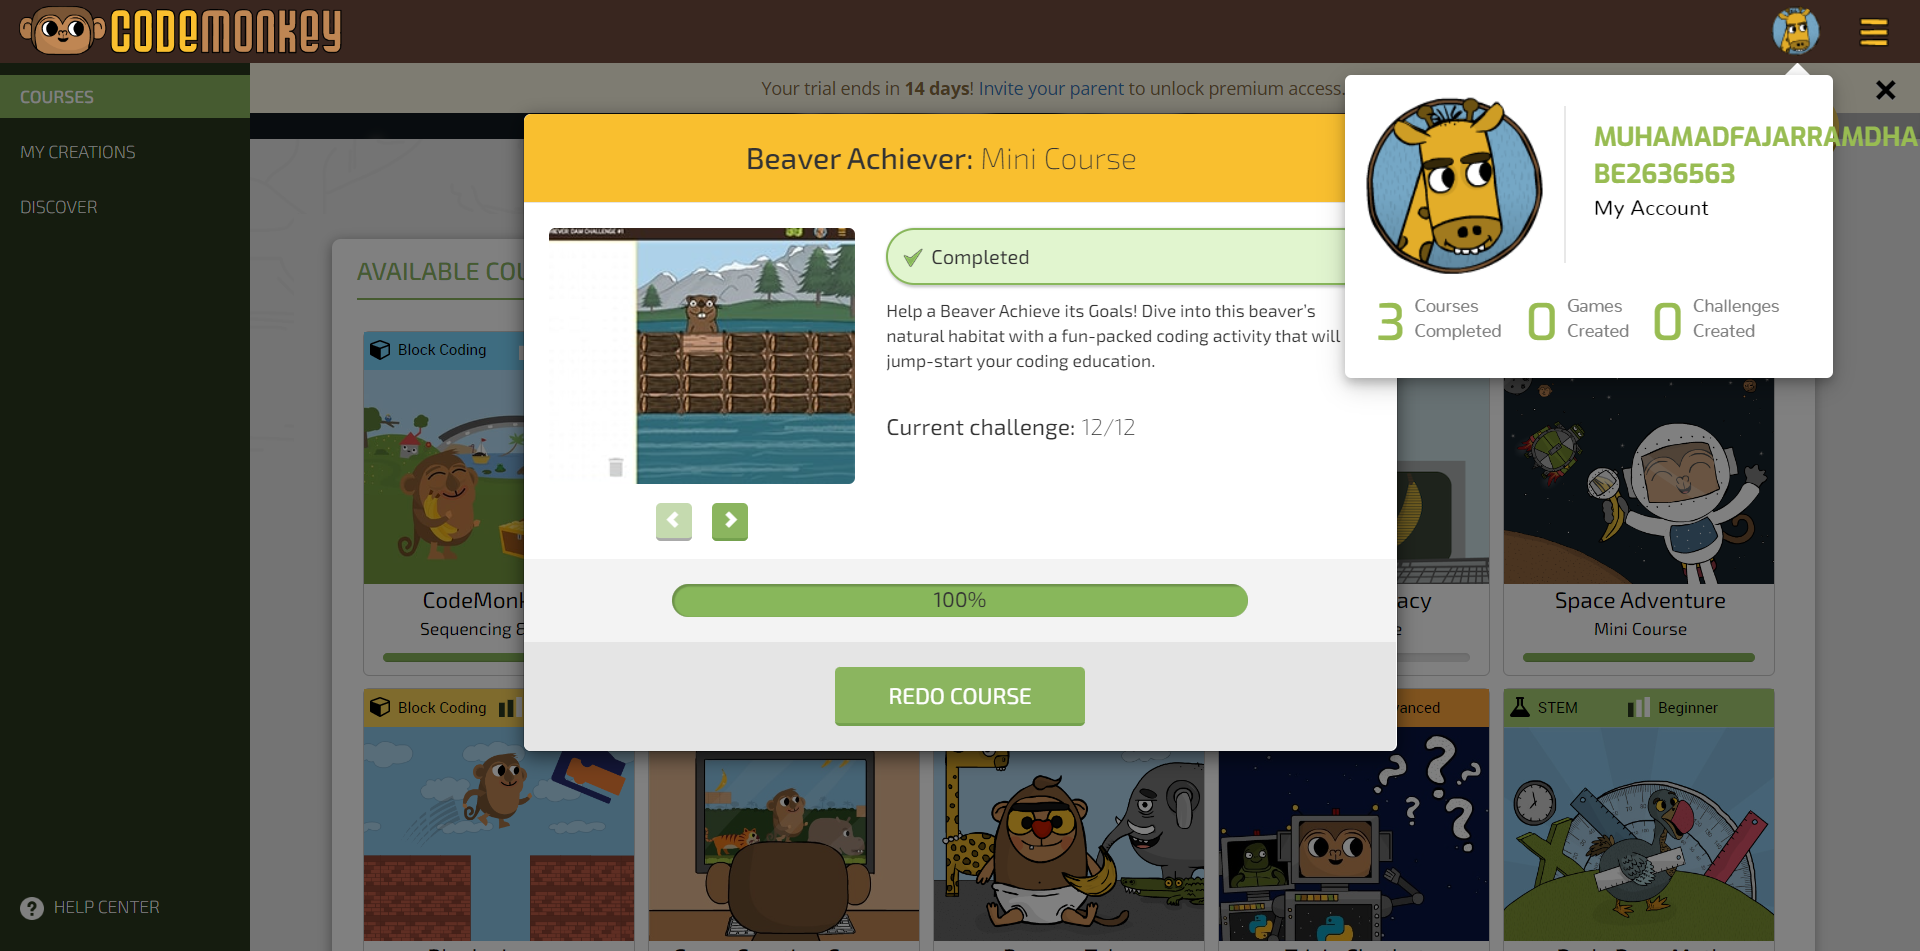 CODEMONKEY
COURSES
MY CREATIONS
DISCOVER
HELP CENTER
Your trial ends in 14 days! Invite your parent to unlock premium access.
MUHAMADFAJARRAMDHA
BE2636563
My Account
3 Courses Completed
0 Games Created
0 Challenges Created
Beaver Achiever: Mini Course
Completed
Help a Beaver Achieve its Goals! Dive into this beaver's
natural habitat with a fun-packed coding activity that will
jump-start your coding education.
Current challenge: 12/12
100%
REDO COURSE
AVAILABLE COU
Block Coding
CodeMonk
Sequencing &
acy
Space Adventure
Mini Course
Block Coding
vanced
STEM
Beginner